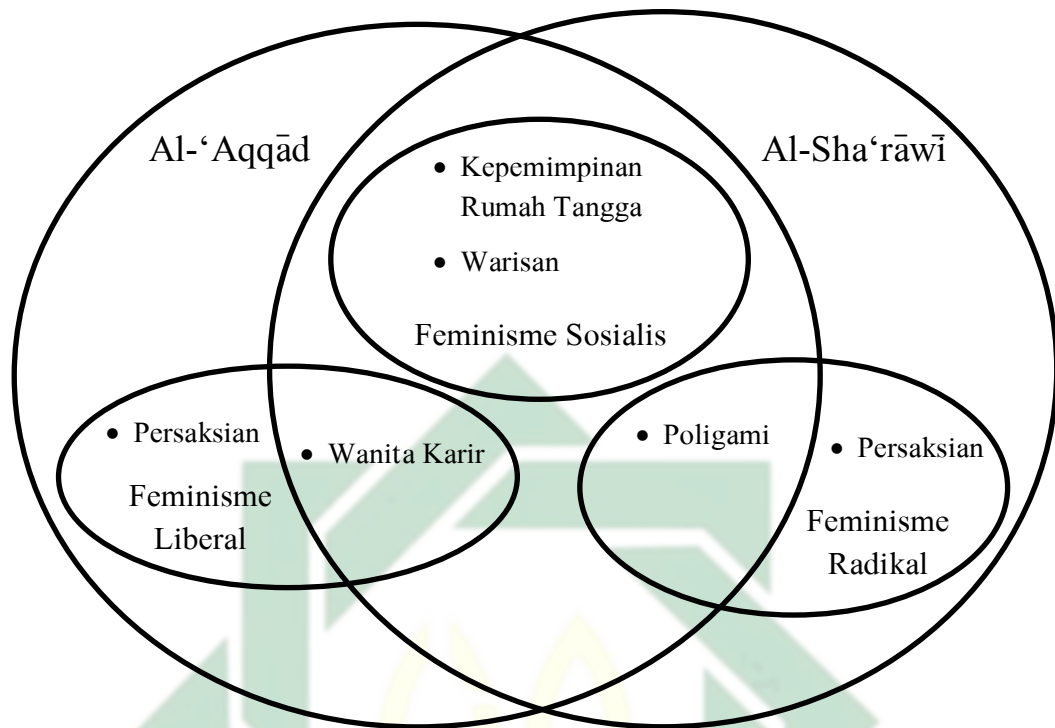 Al-‘Aqqād
Al-Sha‘rāwī
• Kepemimpinan
Rumah Tangga
• Warisan
Feminisme Sosialis
• Persaksian
• Wanita Karir
Feminisme
Liberal
• Poligami
• Persaksian
Feminisme
Radikal